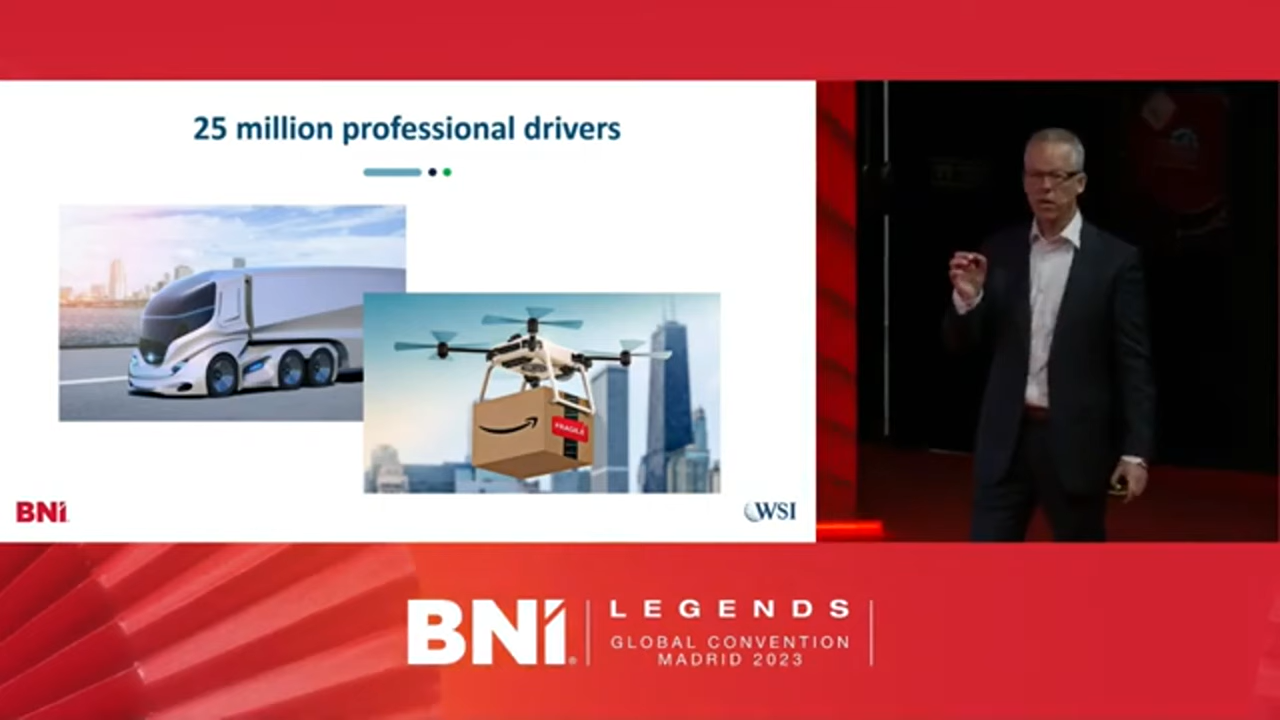 25 million professional drivers
FRAGILE
BNI
WSI
BNI®
LEGENDS
GLOBAL CONVENTION
MADRID 2023